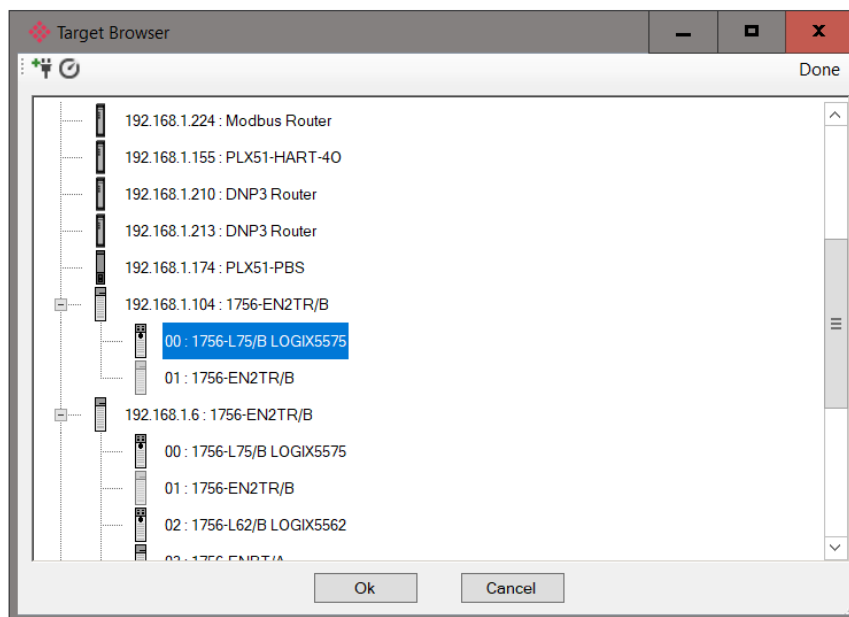 Target Browser
Done
192.168.1.224 : Modbus Router
192.168.1.155 : PLX51-HART-4O
192.168.1.210 : DNP3 Router
192.168.1.213 : DNP3 Router
192.168.1.174 : PLX51-PBS
192.168.1.104 : 1756-EN2TR/B
00 : 1756-L75/B LOGIX5575
01 : 1756-EN2TR/B
192.168.1.6 : 1756-EN2TR/B
00 : 1756-L75/B LOGIX5575
01 : 1756-EN2TR/B
02 : 1756-L62/B LOGIX5562
03 : 1756-ENBT/A
Ok Cancel